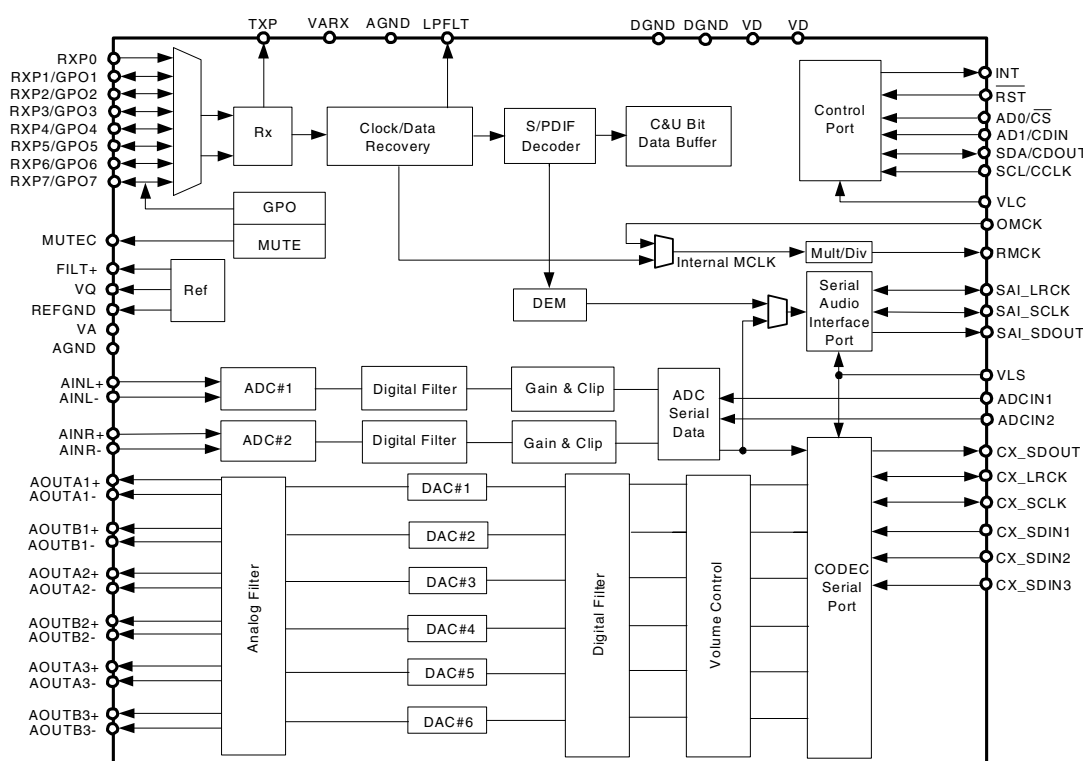 TXP
VARX
AGND
LPFLT
DGND
DGND
VD
VD
RXP0
RXP1/GPO1
RXP2/GPO2
RXP3/GPO3
RXP4/GPO4
RXP5/GPO5
RXP6/GPO6
RXP7/GPO7
Rx
Clock/Data
Recovery
S/PDIF
Decoder
C&U Bit
Data Buffer
Control
Port
INT
RST
AD0/CS
AD1/CDIN
SDA/CDOUT
SCL/CCLK
VLC
OMCK
GPO
MUTE
MUTEC
Internal MCLK
Mult/Div
RMCK
FILT+
VQ
REFGND
Ref
VA
AGND
DEM
Serial
Audio
Interface
Port
SAI_LRCK
SAI_SCLK
SAI_SDOUT
VLS
AINL+
AINL-
ADC#1
Digital Filter
Gain & Clip
ADC
Serial
Data
ADCIN1
ADCIN2
AINR+
AINR-
ADC#2
Digital Filter
Gain & Clip
CX_SDOUT
CX_LRCK
CX_SCLK
CX_SDIN1
CX_SDIN2
CX_SDIN3
AOUTA1+
AOUTA1-
AOUTB1+
AOUTB1-
AOUTA2+
AOUTA2-
AOUTB2+
AOUTB2-
AOUTA3+
AOUTA3-
AOUTB3+
AOUTB3-
Analog Filter
DAC#1
DAC#2
DAC#3
DAC#4
DAC#5
DAC#6
Digital Filter
Volume Control
CODEC
Serial
Port